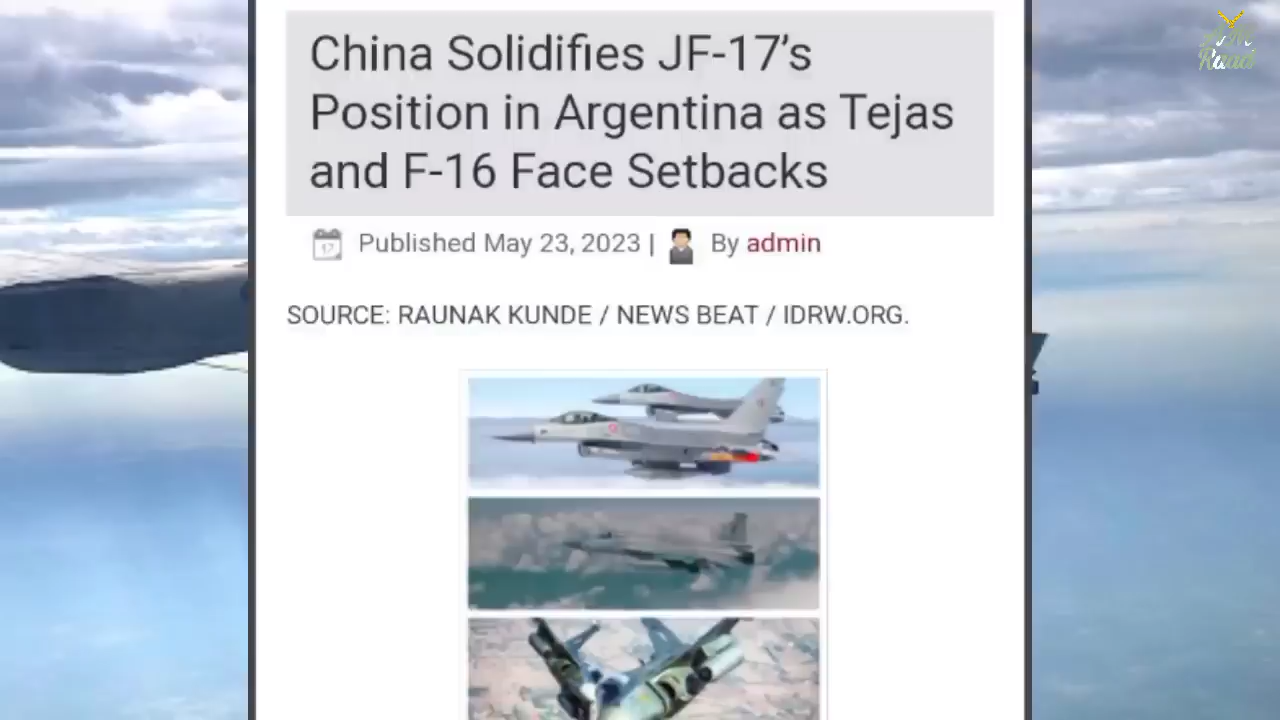 China Solidifies JF-17's
Position in Argentina as Tejas
and F-16 Face Setbacks
17 Published May 23, 2023 | By admin
SOURCE: RAUNAK KUNDE / NEWS BEAT / IDRW.ORG.